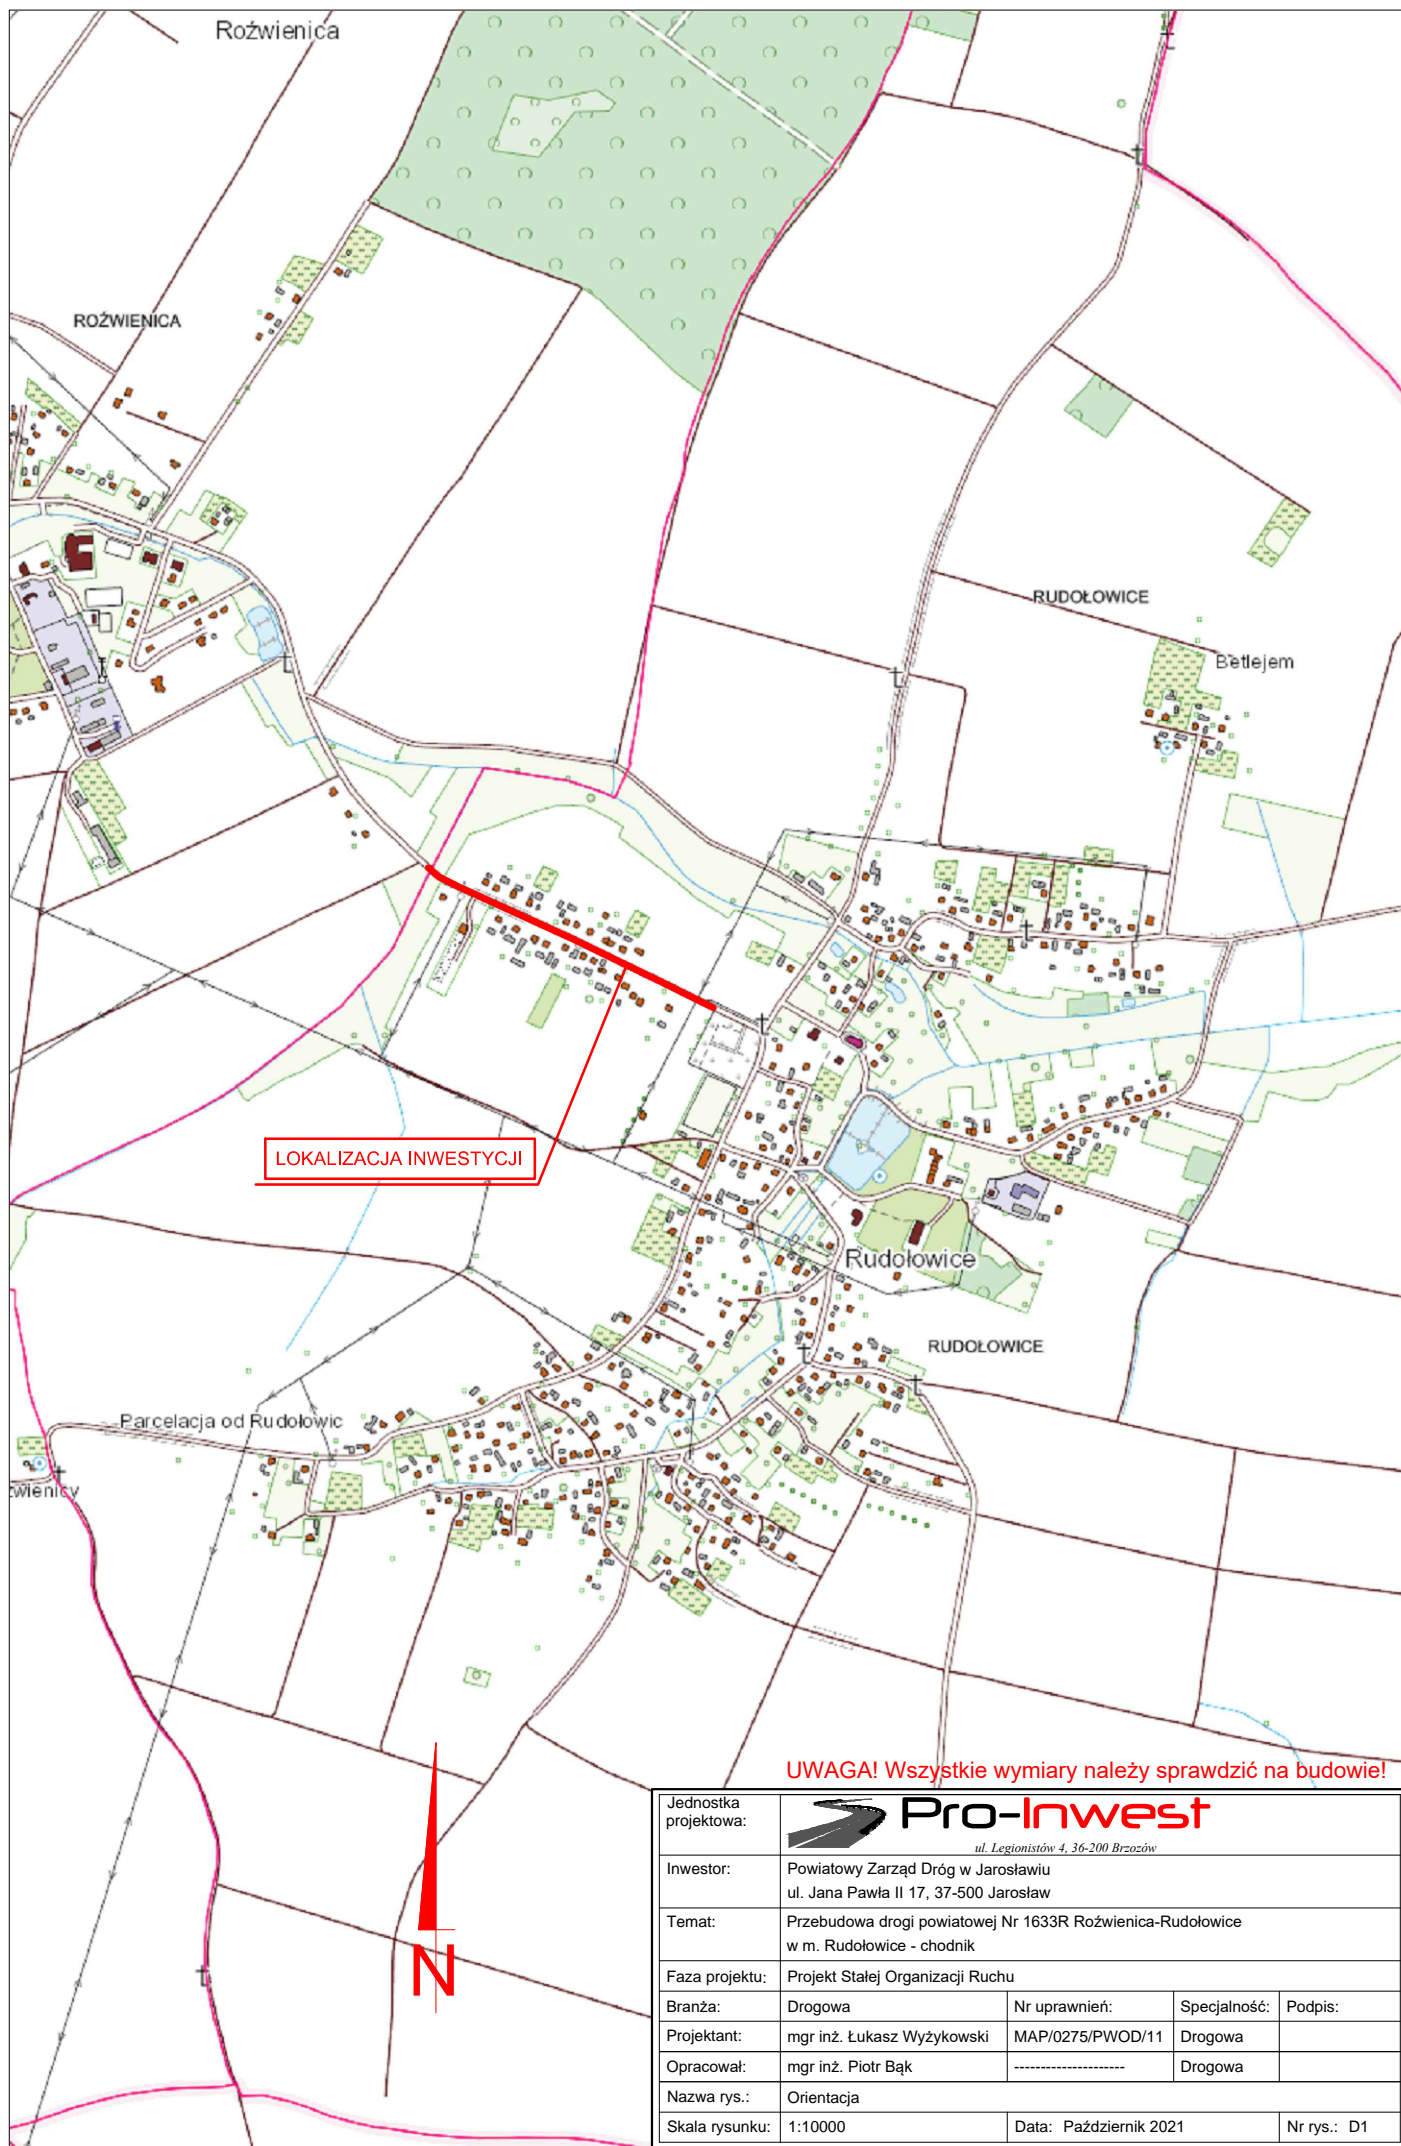 Roźwienica
ROŹWIENICA
RUDOŁOWICE
Betlejem
LOKALIZACJA INWESTYCJI
Rudołowice
RUDOŁOWICE
Parcelacja od Rudołowic
zwienicy
N
UWAGA! Wszystkie wymiary należy sprawdzić na budowie!
Jednostka projektowa:
Pro-Inwest
ul. Legionistów 4, 36-200 Brzozów
Inwestor: Powiatowy Zarząd Dróg w Jarosławiu
ul. Jana Pawła II 17, 37-500 Jarosław
Temat: Przebudowa drogi powiatowej Nr 1633R Roźwienica-Rudołowice
w m. Rudołowice - chodnik
Faza projektu: Projekt Stałej Organizacji Ruchu
Branża: Drogowa Nr uprawnień: Specjalność: Podpis:
Projektant: mgr inż. Łukasz Wyżykowski MAP/0275/PWOD/11 Drogowa
Opracował: mgr inż. Piotr Bąk --------------------- Drogowa
Nazwa rys.: Orientacja
Skala rysunku: 1:10000 Data: Październik 2021 Nr rys.: D1